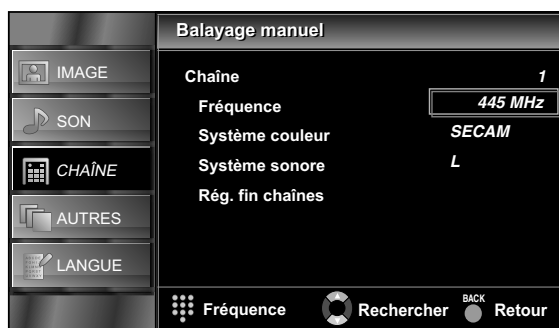 Balayage manuel
IMAGE
SON
CHAÎNE
AUTRES
LANGUE
Chaîne 1
Fréquence 445 MHz
Système couleur SECAM
Système sonore L
Rég. fin chaînes
Fréquence Rechercher BACK Retour